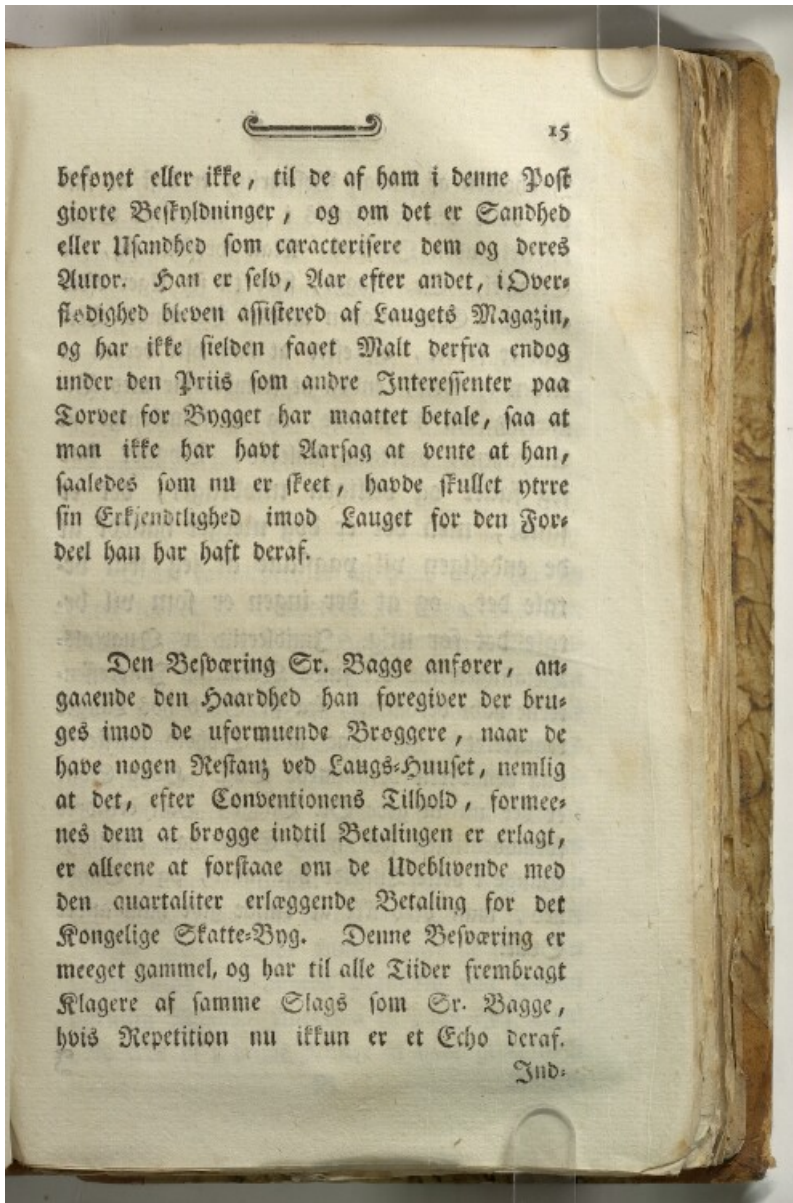 15
beføyet eller ikke, til de af ham i denne Post
giorte Beskyldninger, og om det er Sandhed
eller Usandhed som caracterisere dem og deres
Autor. Han er selv, Aar efter andet, i Over-
flødighed bleven assistered af Laugets Magazin,
og har ikke sielden faaet Malt derfra endog
under den Priis som andre Interessenter paa
Torvet for Bygget har maattet betale, saa at
man ikke har havt Aarsag at vente at han,
saaledes som nu er skeet, havde skullet ytrre
sin Erkjendtlighed imod Lauget for den For-
deel han har haft deraf.
Den Besværing Sr. Bagge anfører, an-
gaaende den Haardhed han foregiver der bru-
ges imod de uformuende Bryggere, naar de
have nogen Restanz ved Laugs-Huuset, nemlig
at det, efter Conventionens Tilhold, formee-
nes dem at brygge indtil Betalingen er erlagt,
er alleene at forstaae om de Udeblivende med
den quartaliter erlæggende Betaling for det
Kongelige Skatte-Byg. Denne Besværing er
meeget gammel, og har til alle Tiider frembragt
Klagere af samme Slags som Sr. Bagge,
hvis Repetition nu ikkun er et Echo deraf.
Ind-